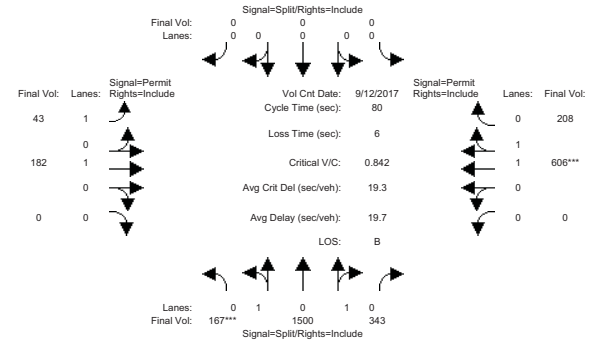 Signal=Split/Rights=Include
Final Vol: 0 0 0
Lanes: 0 0 0 0 0
Signal=Permit
Final Vol: Lanes: Rights=Include
Vol Cnt Date: 9/12/2017
Signal=Permit
Rights=Include Lanes: Final Vol:
Cycle Time (sec): 80
43 1 0 208
Loss Time (sec): 6
0 1
182 1 Critical V/C: 0.842 1 606***
0 Avg Crit Del (sec/veh): 19.3 0
0 0 Avg Delay (sec/veh): 19.7 0 0
LOS: B
Lanes: 0 1 0 1 0
Final Vol: 167*** 1500 343
Signal=Split/Rights=Include